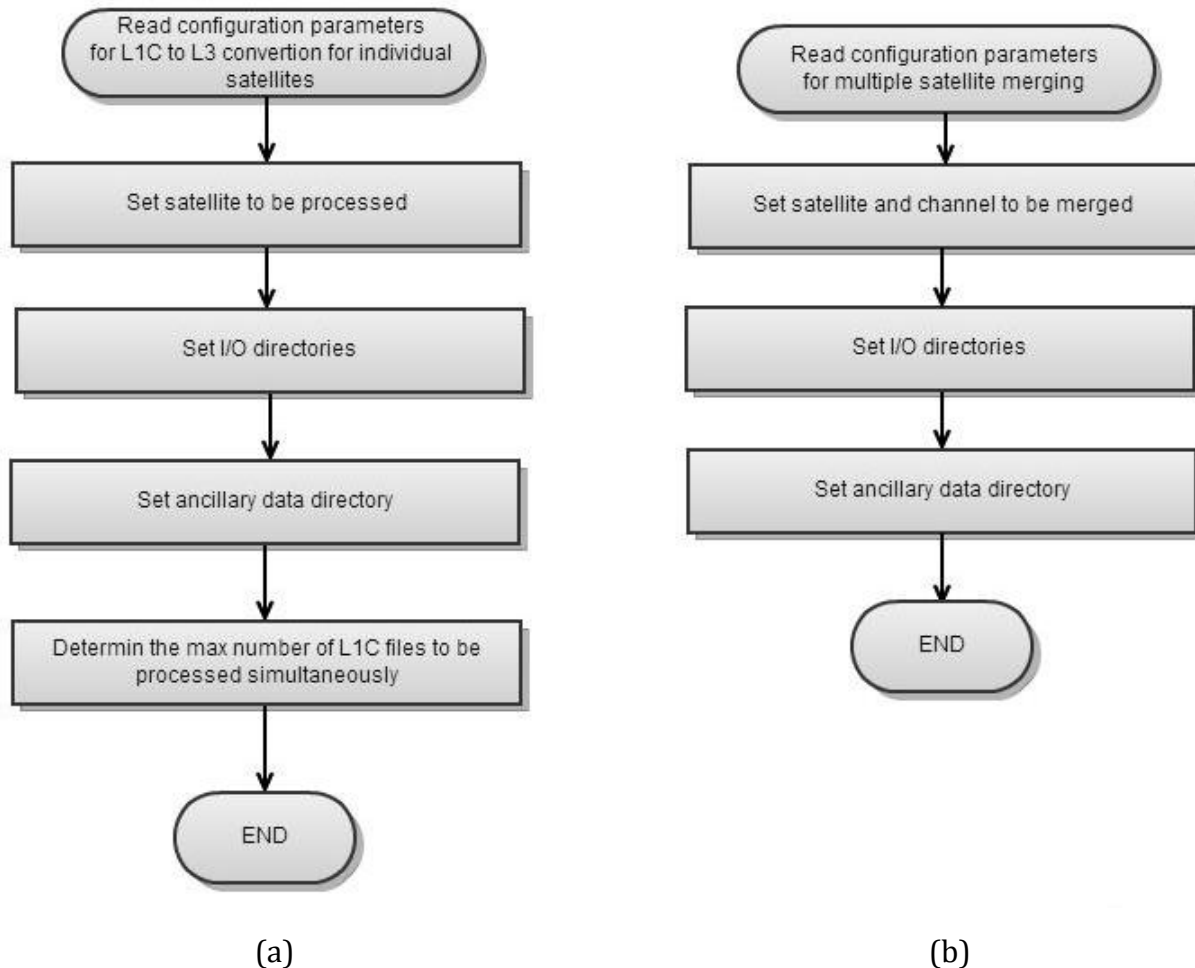 Read configuration parameters
for L1C to L3 convertion for individual
satellites
Set satellite to be processed
Set I/O directories
Set ancillary data directory
Determin the max number of L1C files to be
processed simultaneously
END
(a)
Read configuration parameters
for multiple satellite merging
Set satellite and channel to be merged
Set I/O directories
Set ancillary data directory
END
(b)